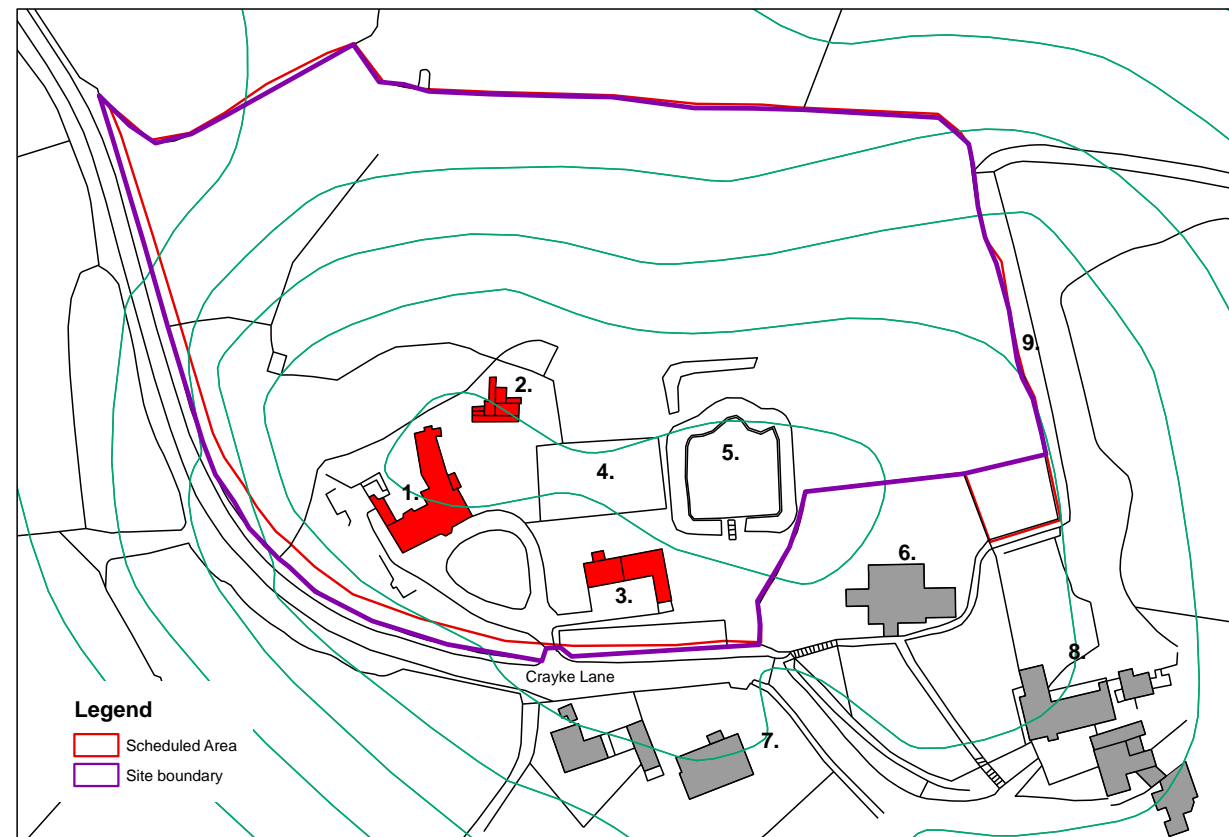 9.
2.
5.
4.
1.
6.
3.
8.
Crayke Lane
7.
Legend
Scheduled Area
Site boundary